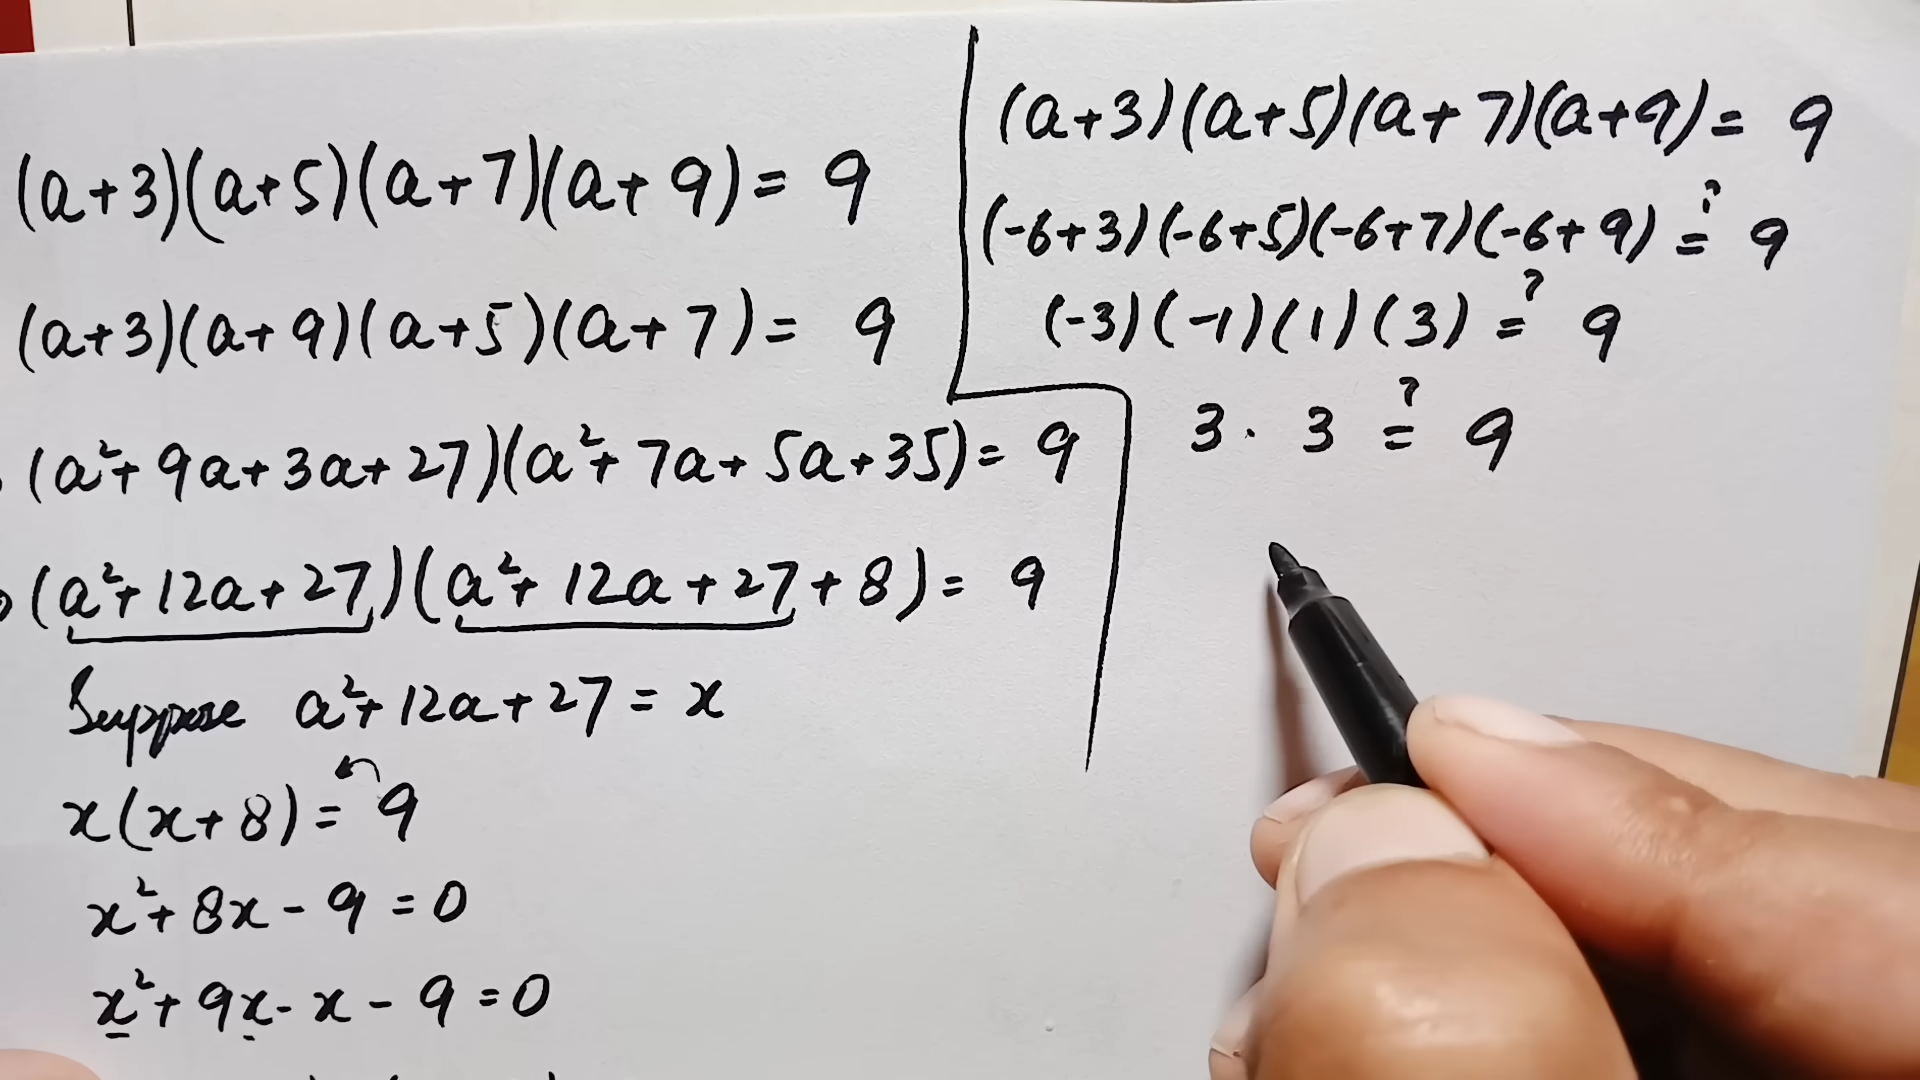 (a+3)(a+5)(a+7)(a+9)= 9
(a+3)(a+9)(a+5)(a+7)= 9
(a²+9a+3a+27)(a²+7a+5a+35)= 9
(a²+12a+27)(a²+12a+27+8)= 9
Suppose a²+12a+27= x
x(x+8)= 9
x²+8x-9=0
x²+9x-x-9=0
(a+3)(a+5)(a+7)(a+9)= 9
(-6+3)(-6+5)(-6+7)(-6+9) =? 9
(-3)(-1)(1)(3) =? 9
3 · 3 =? 9